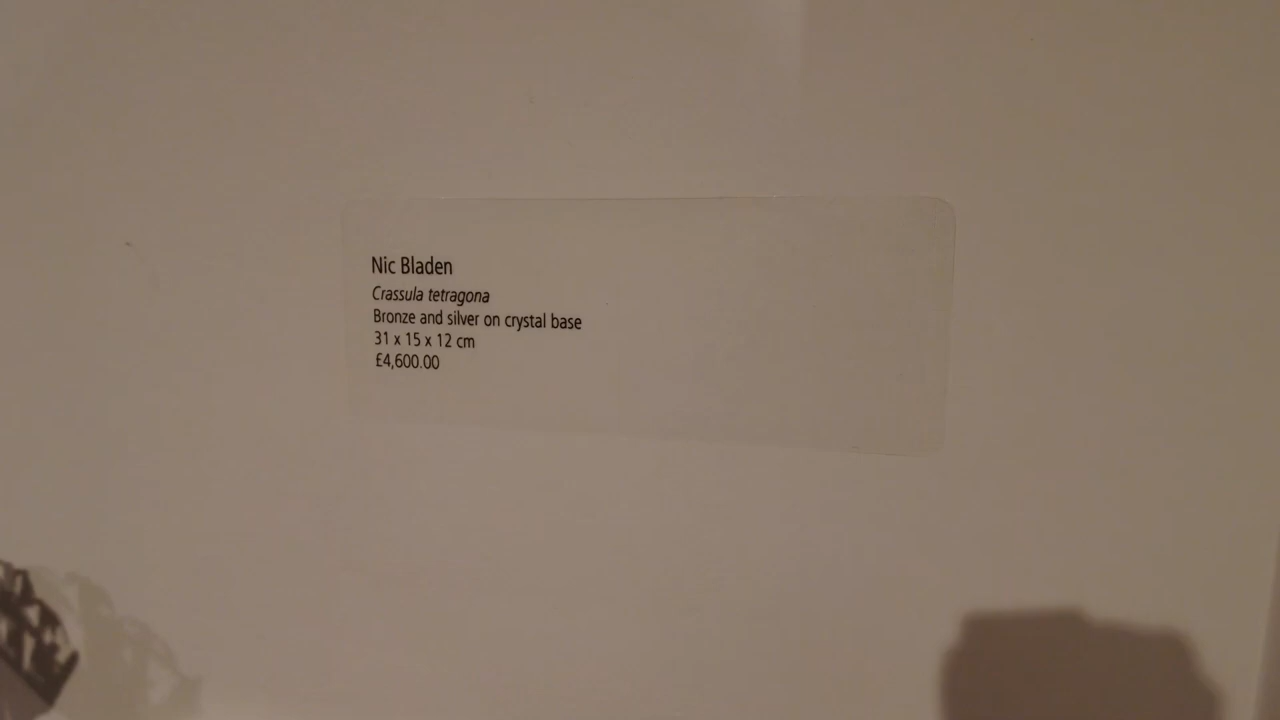 Nic Bladen
Crassula tetragona
Bronze and silver on crystal base
31 x 15 x 12 cm
£4,600.00